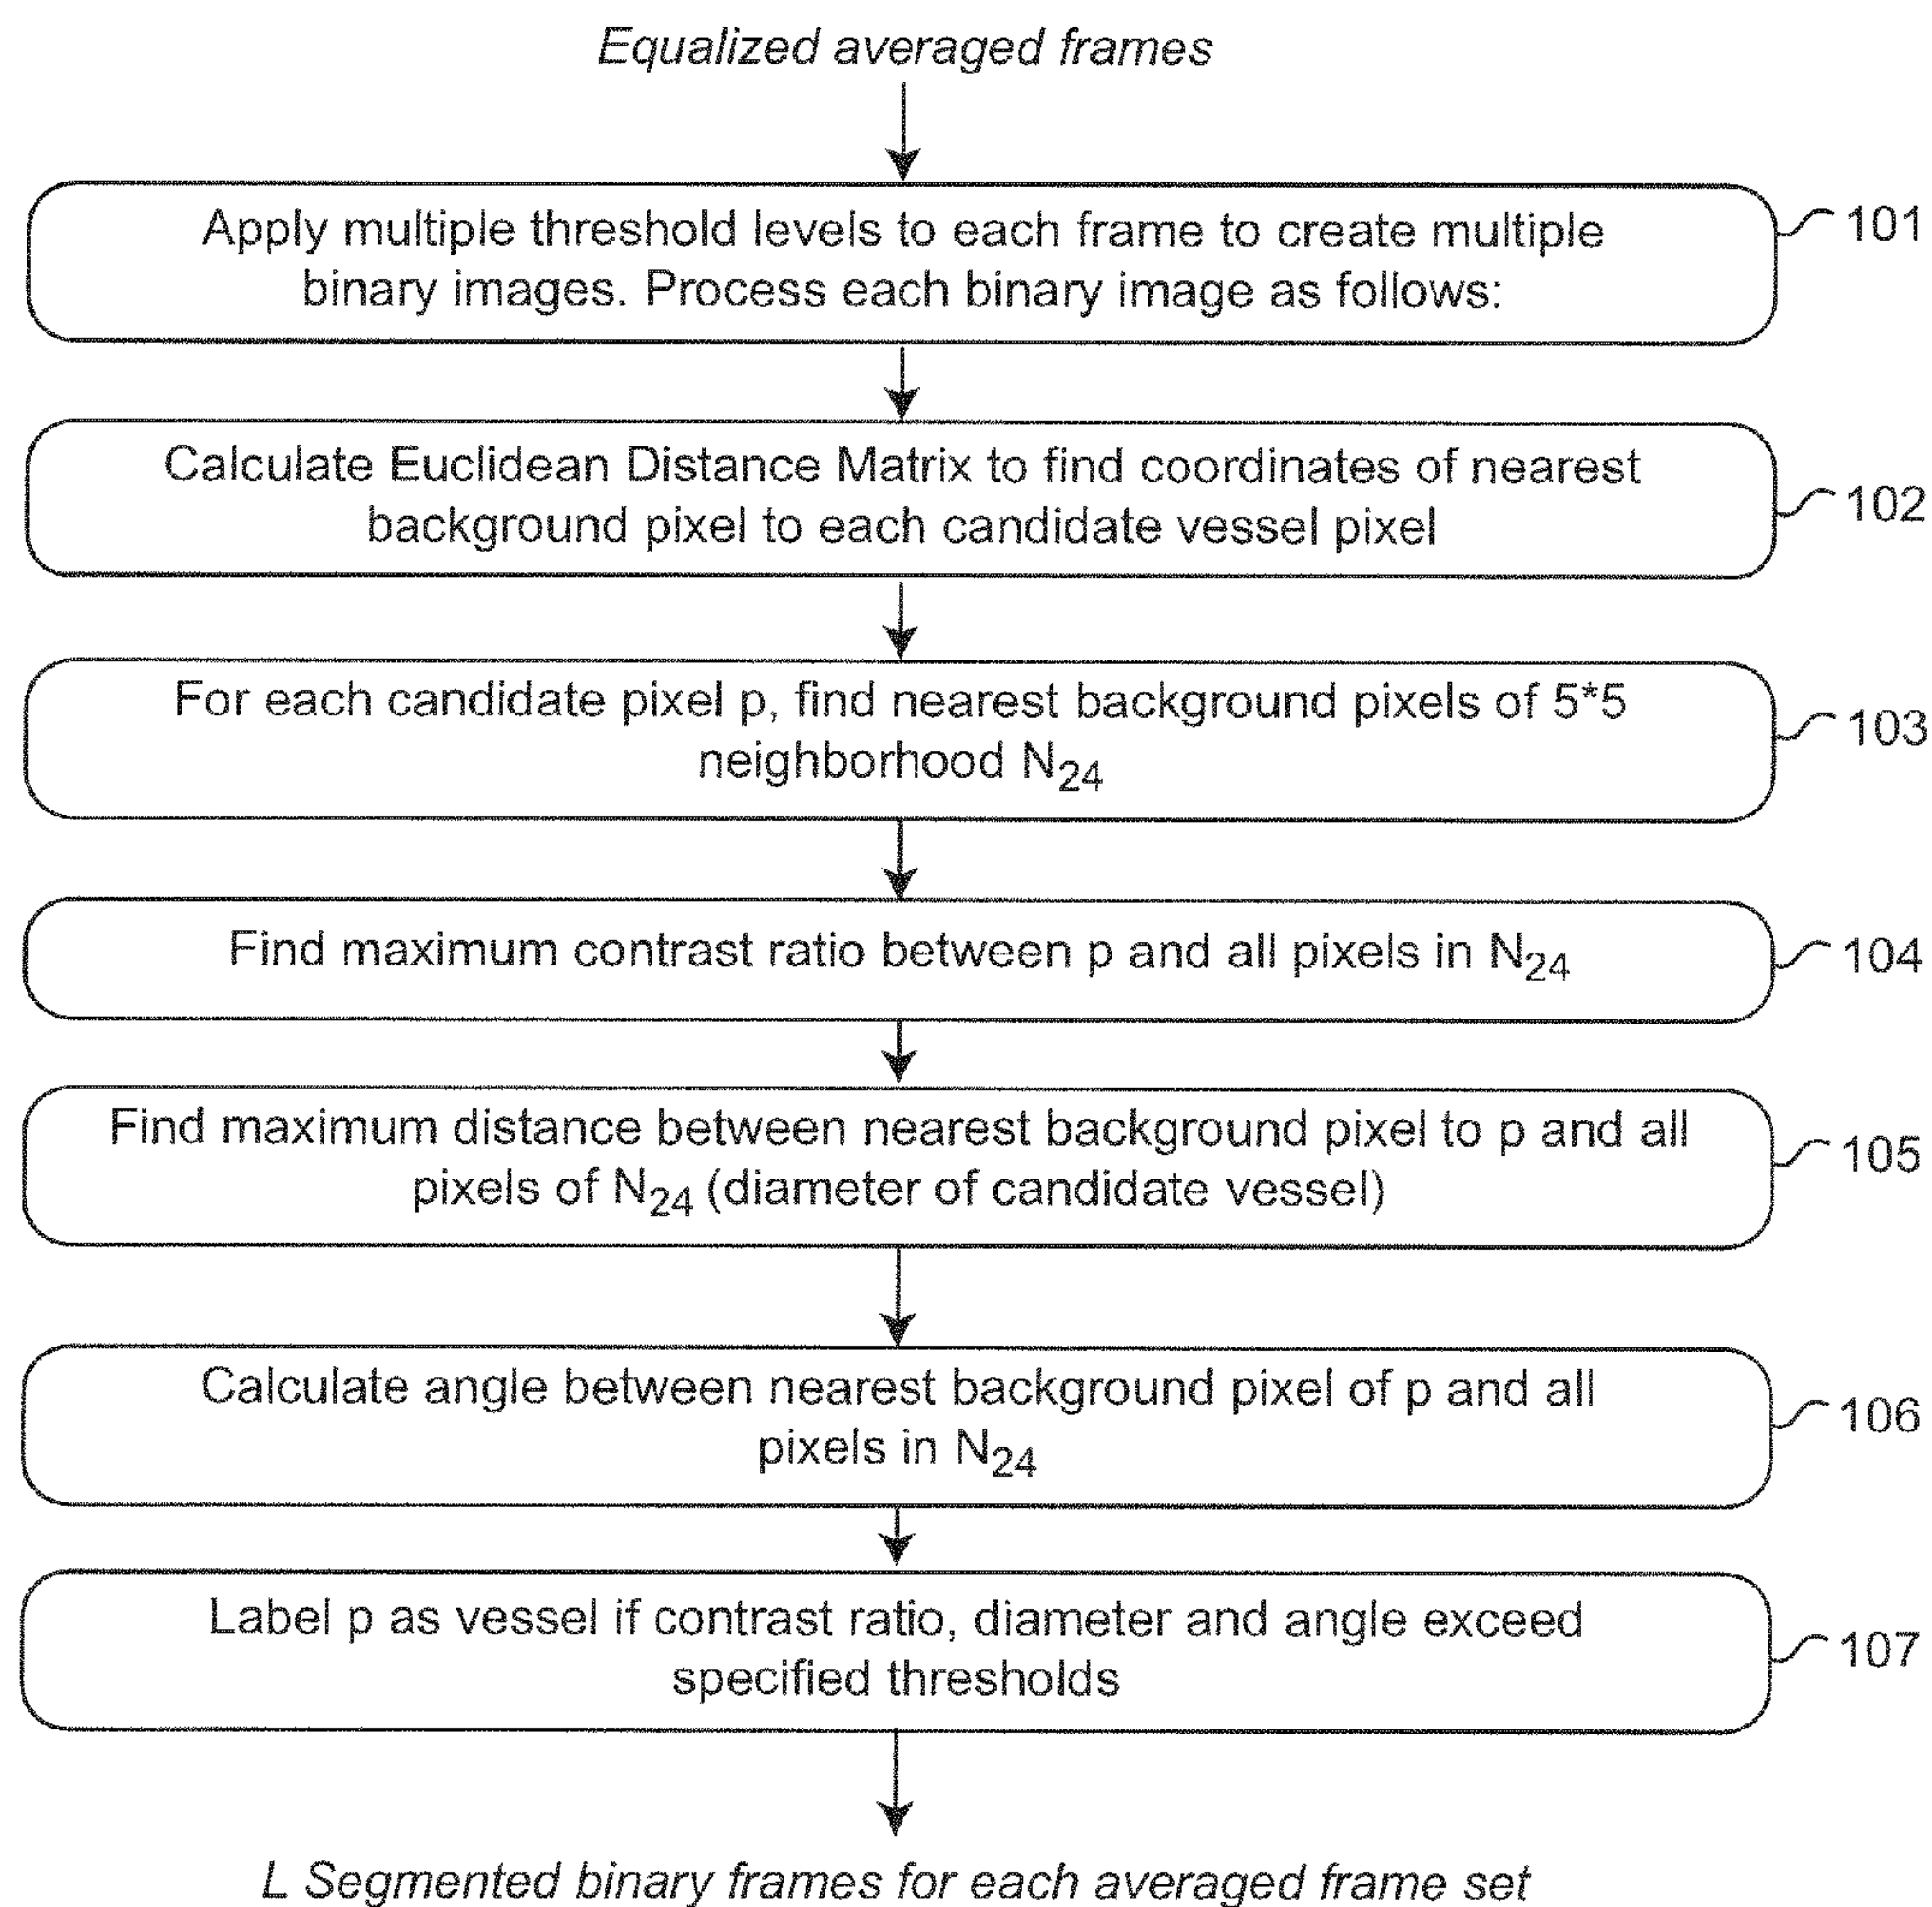 Equalized averaged frames
Apply multiple threshold levels to each frame to create multiple
binary images. Process each binary image as follows:
101
Calculate Euclidean Distance Matrix to find coordinates of nearest
background pixel to each candidate vessel pixel
102
For each candidate pixel p, find nearest background pixels of 5*5
neighborhood N24
103
Find maximum contrast ratio between p and all pixels in N24
104
Find maximum distance between nearest background pixel to p and all
pixels of N24 (diameter of candidate vessel)
105
Calculate angle between nearest background pixel of p and all
pixels in N24
106
Label p as vessel if contrast ratio, diameter and angle exceed
specified thresholds
107
L Segmented binary frames for each averaged frame set